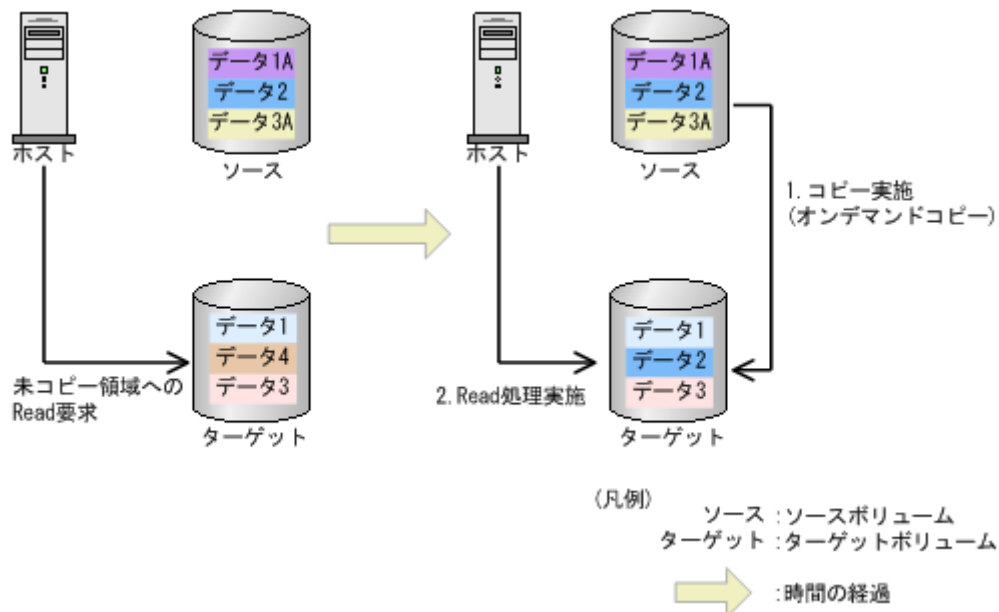 データ1A
データ2
データ3A
ホスト
ソース
データ1
データ4
データ3
未コピー領域への
Read要求
ターゲット
データ1A
データ2
データ3A
ホスト
ソース
1.コピー実施
(オンデマンドコピー)
データ1
データ2
データ3
2.Read処理実施
ターゲット
(凡例)
ソース :ソースボリューム
ターゲット :ターゲットボリューム
:時間の経過